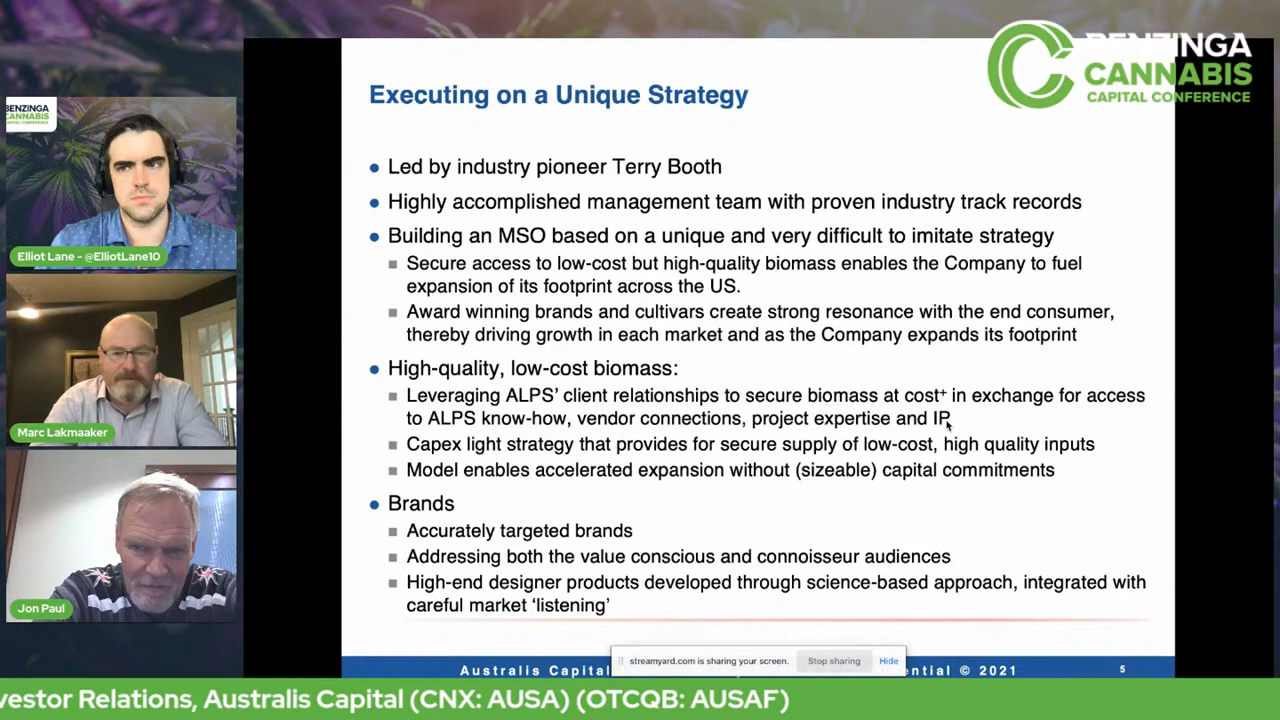 BENZINGA
CANNABIS
CAPITAL CONFERENCE
BENZINGA
CANNABIS
CAPITAL CONFERENCE
Elliot Lane - @ElliotLane10
Marc Lakmaaker
Jon Paul
Executing on a Unique Strategy
• Led by industry pioneer Terry Booth
• Highly accomplished management team with proven industry track records
• Building an MSO based on a unique and very difficult to imitate strategy
Secure access to low-cost but high-quality biomass enables the Company to fuel
expansion of its footprint across the US.
Award winning brands and cultivars create strong resonance with the end consumer,
thereby driving growth in each market and as the Company expands its footprint
• High-quality, low-cost biomass:
Leveraging ALPS’ client relationships to secure biomass at cost⁺ in exchange for access
to ALPS know-how, vendor connections, project expertise and IP
Capex light strategy that provides for secure supply of low-cost, high quality inputs
Model enables accelerated expansion without (sizeable) capital commitments
• Brands
Accurately targeted brands
Addressing both the value conscious and connoisseur audiences
High-end designer products developed through science-based approach, integrated with
careful market ‘listening’
streamyard.com is sharing your screen. Stop sharing Hide
Australis Capital ential © 2021 5
vestor Relations, Australis Capital (CNX: AUSA) (OTCQB: AUSAF)